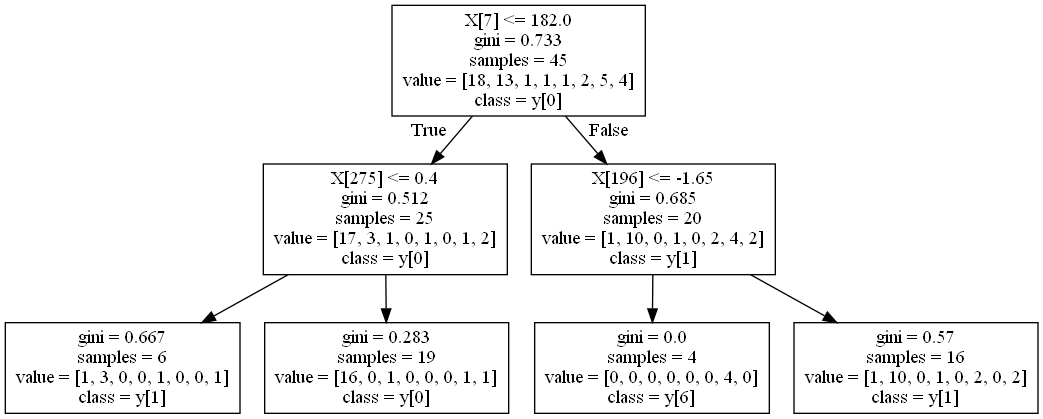 X[7] <= 182.0
gini = 0.733
samples = 45
value = [18, 13, 1, 1, 1, 2, 5, 4]
class = y[0]
True
False
X[275] <= 0.4
gini = 0.512
samples = 25
value = [17, 3, 1, 0, 1, 0, 1, 2]
class = y[0]
X[196] <= -1.65
gini = 0.685
samples = 20
value = [1, 10, 0, 1, 0, 2, 4, 2]
class = y[1]
gini = 0.667
samples = 6
value = [1, 3, 0, 0, 1, 0, 0, 1]
class = y[1]
gini = 0.283
samples = 19
value = [16, 0, 1, 0, 0, 0, 1, 1]
class = y[0]
gini = 0.0
samples = 4
value = [0, 0, 0, 0, 0, 0, 4, 0]
class = y[6]
gini = 0.57
samples = 16
value = [1, 10, 0, 1, 0, 2, 0, 2]
class = y[1]